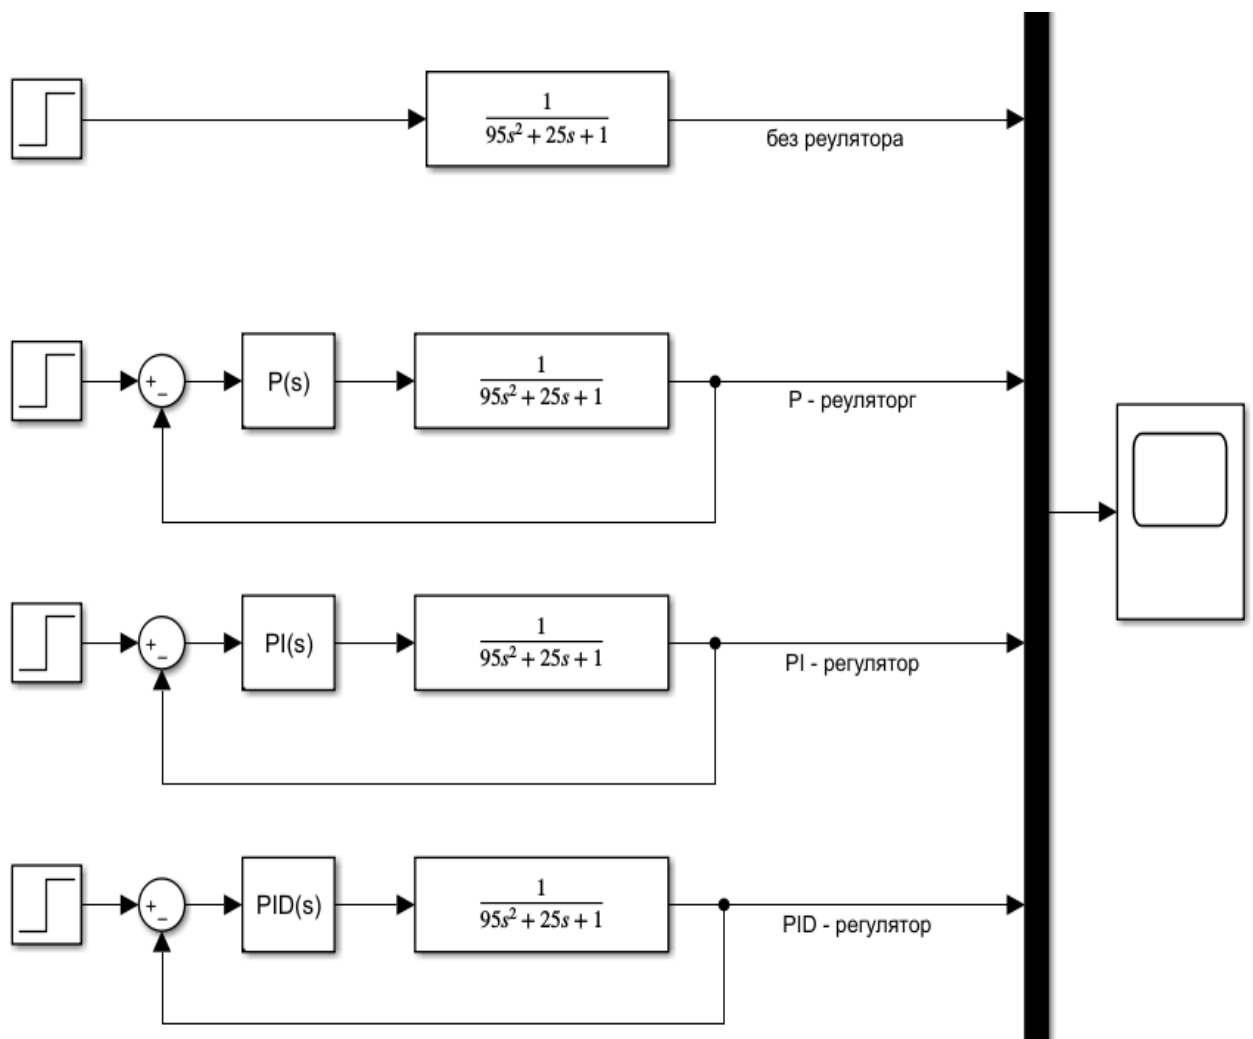 1
95s² + 25s + 1
без реулятора
+
−
P(s)
1
95s² + 25s + 1
P - реуляторг
+
−
PI(s)
1
95s² + 25s + 1
PI - регулятор
+
−
PID(s)
1
95s² + 25s + 1
PID - регулятор